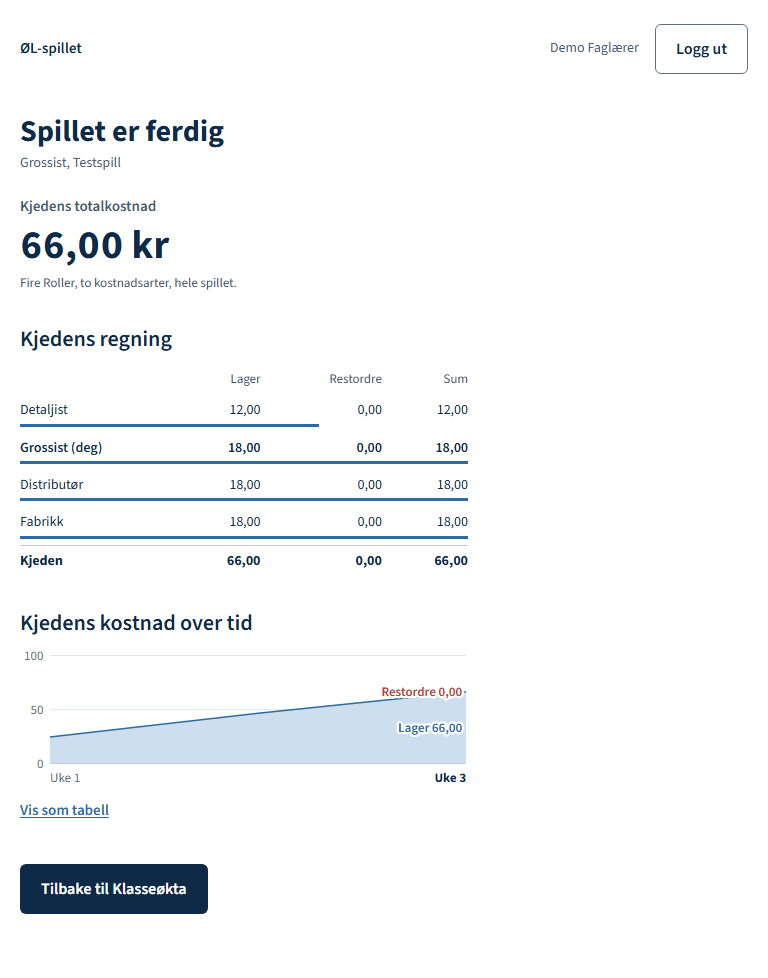 ØL-spillet
Demo Faglærer
Logg ut
Spillet er ferdig
Grossist, Testspill
Kjedens totalkostnad
66,00 kr
Fire Roller, to kostnadsarter, hele spillet.
Kjedens regning
Lager Restordre Sum
Detaljist 12,00 0,00 12,00
Grossist (deg) 18,00 0,00 18,00
Distributør 18,00 0,00 18,00
Fabrikk 18,00 0,00 18,00
Kjeden 66,00 0,00 66,00
Kjedens kostnad over tid
100
Restordre 0,00
50
Lager 66,00
0
Uke 1 Uke 3
Vis som tabell
Tilbake til Klasseøkta